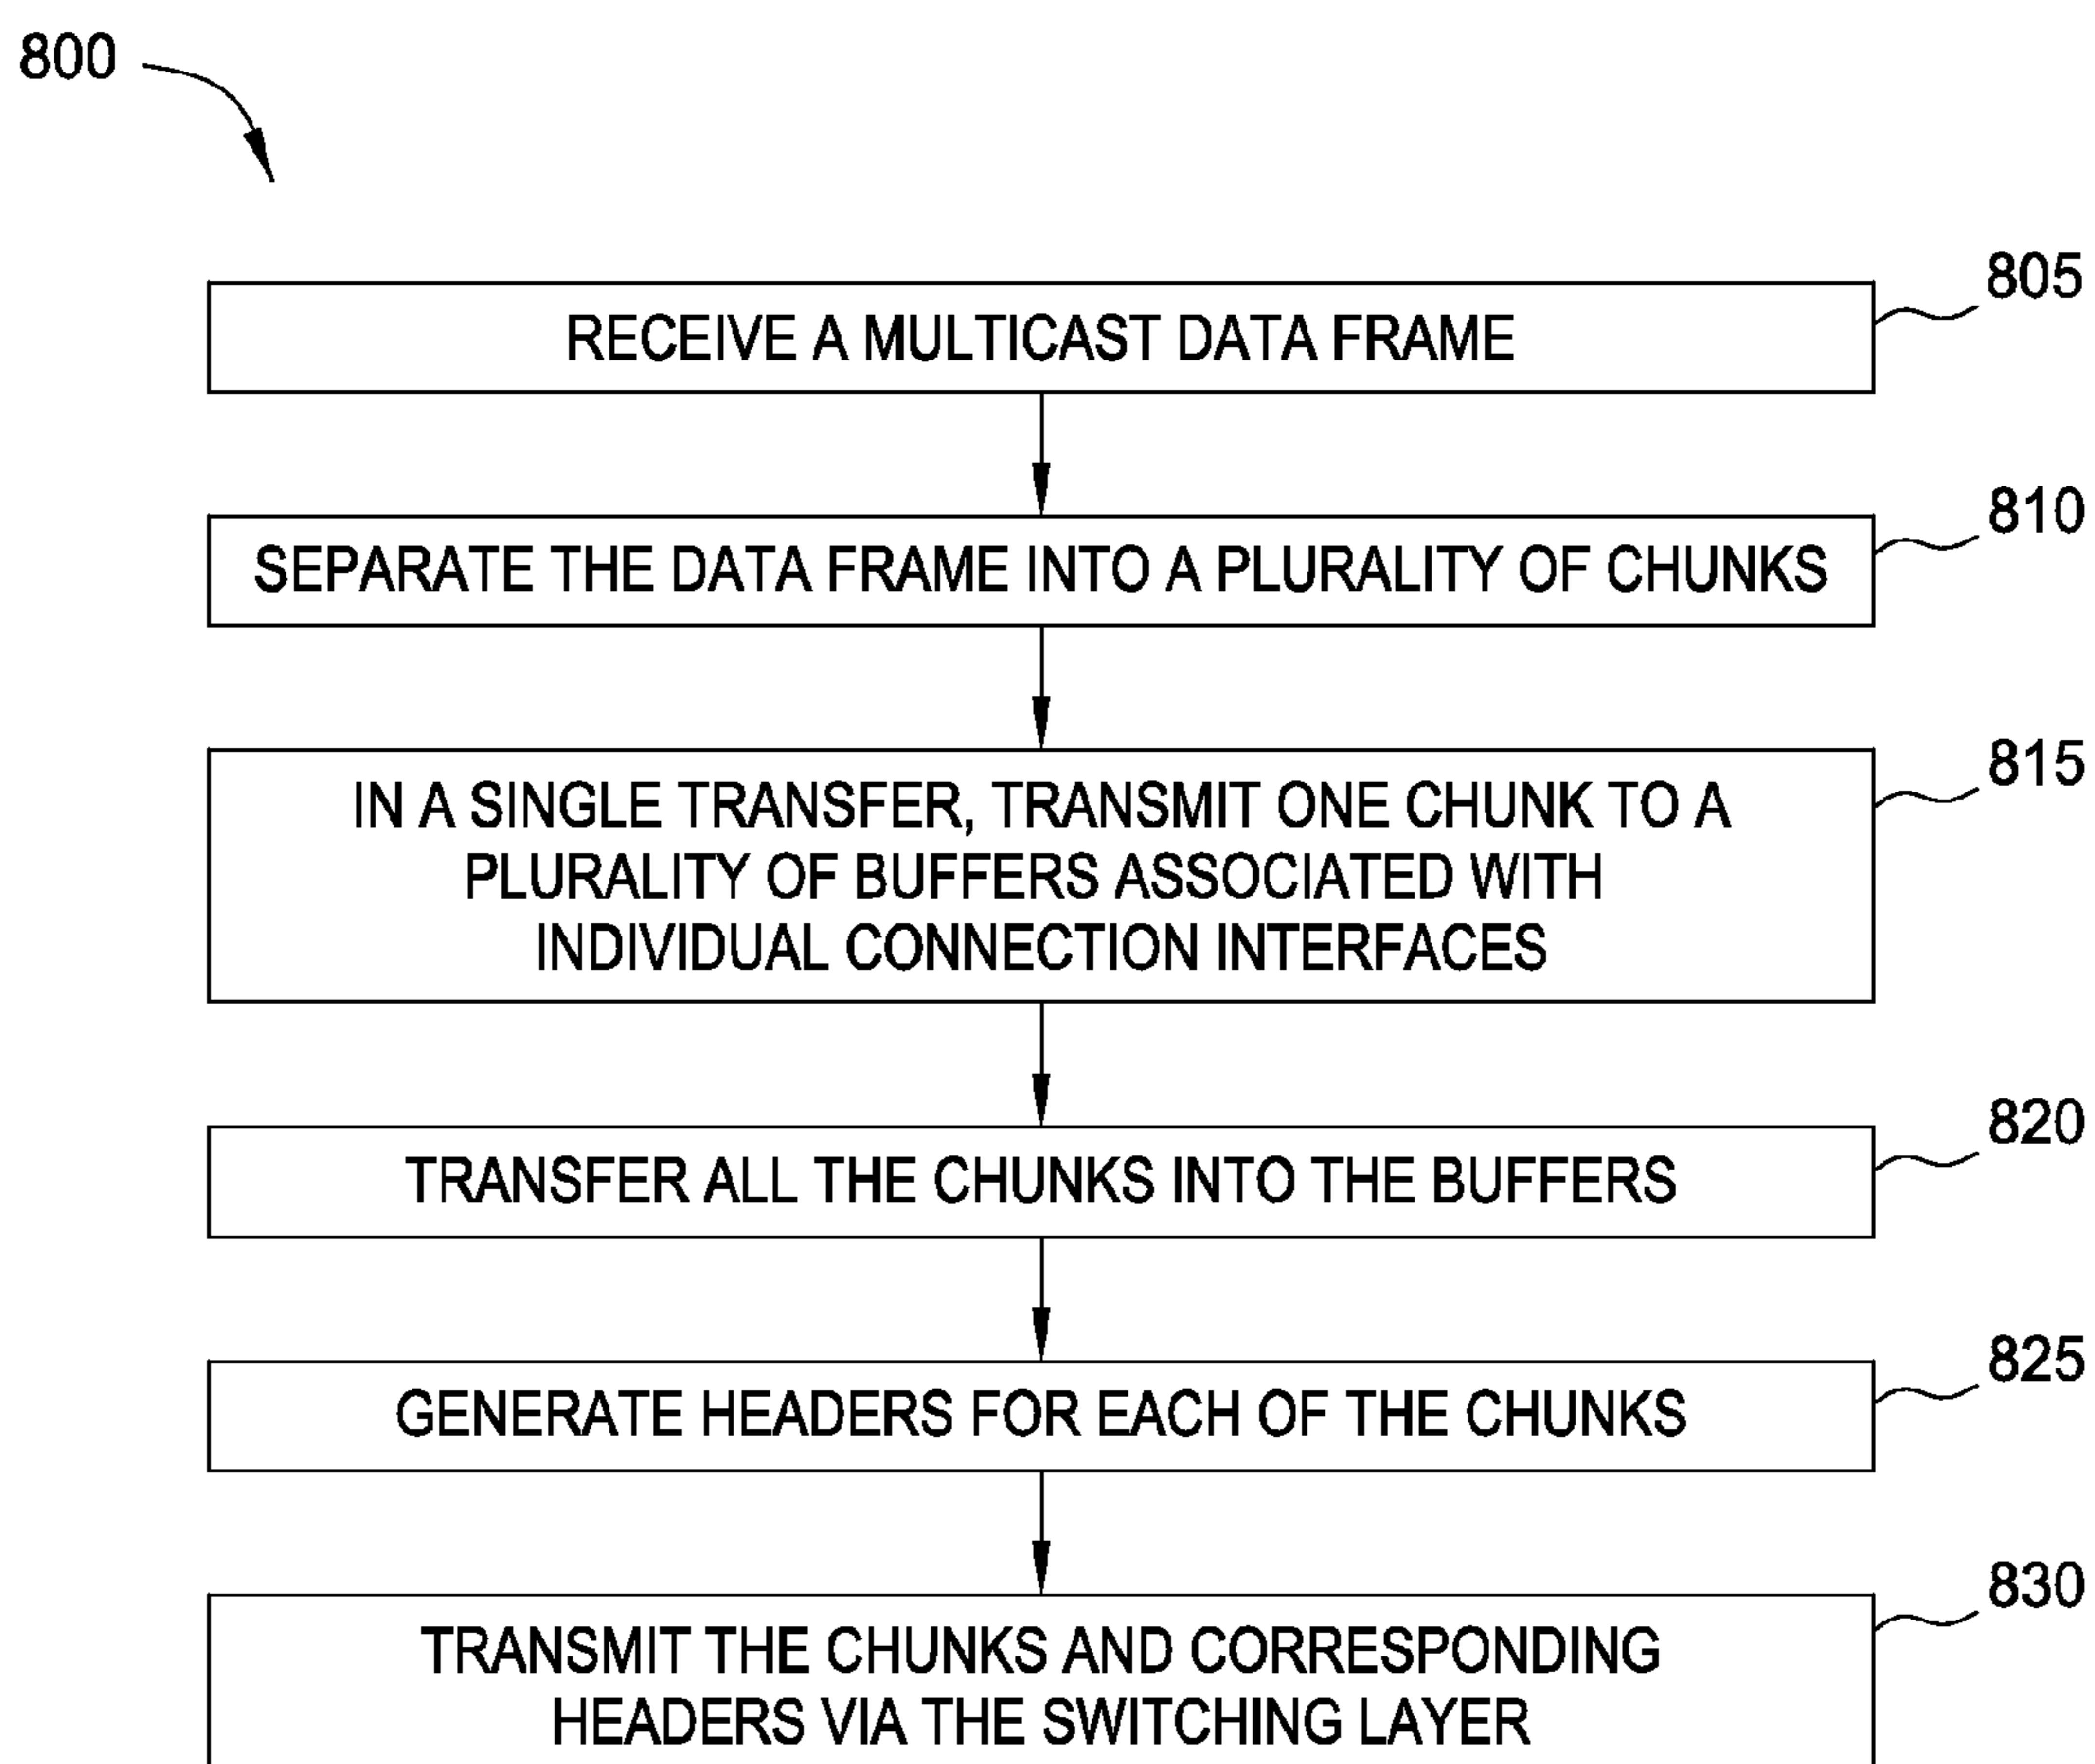 800
805
RECEIVE A MULTICAST DATA FRAME
810
SEPARATE THE DATA FRAME INTO A PLURALITY OF CHUNKS
815
IN A SINGLE TRANSFER, TRANSMIT ONE CHUNK TO A
PLURALITY OF BUFFERS ASSOCIATED WITH
INDIVIDUAL CONNECTION INTERFACES
820
TRANSFER ALL THE CHUNKS INTO THE BUFFERS
825
GENERATE HEADERS FOR EACH OF THE CHUNKS
830
TRANSMIT THE CHUNKS AND CORRESPONDING
HEADERS VIA THE SWITCHING LAYER